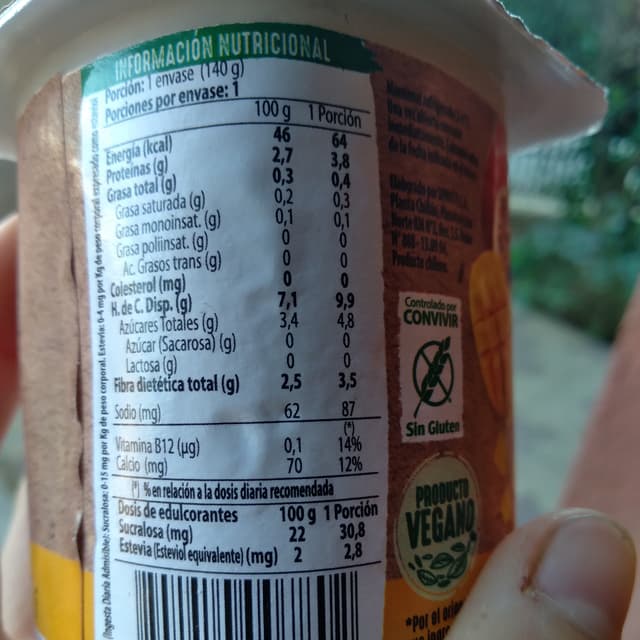 INFORMACIÓN NUTRICIONAL
Porción: 1 envase (140 g)
Porciones por envase: 1
100 g 1 Porción
Energía (kcal) 46 64
Proteínas (g) 2,7 3,8
Grasa total (g) 0,3 0,4
Grasa saturada (g) 0,2 0,3
Grasa monoinsat. (g) 0,1 0,1
Grasa poliinsat. (g) 0 0
Ac. Grasos trans (g) 0 0
Colesterol (mg) 0 0
H. de C. Disp. (g) 7,1 9,9
Azúcares Totales (g) 3,4 4,8
Azúcar (Sacarosa) (g) 0 0
Lactosa (g) 0 0
Fibra dietética total (g) 2,5 3,5
Sodio (mg) 62 87
(*)
Vitamina B12 (µg) 0,1 14%
Calcio (mg) 70 12%
(*) % en relación a la dosis diaria recomendada
Dosis de edulcorantes 100 g 1 Porción
Sucralosa (mg) 22 30,8
Estevia (Esteviol equivalente) (mg) 2 2,8
(Ingesta Diaria Admisible): Sucralosa: 0-15 mg por Kg de peso corporal. Estevia: 0-4 mg por Kg de peso corporal expresado como
Producto chileno.
Controlado por
CONVIVIR
Sin Gluten
PRODUCTO
VEGANO
*Por el